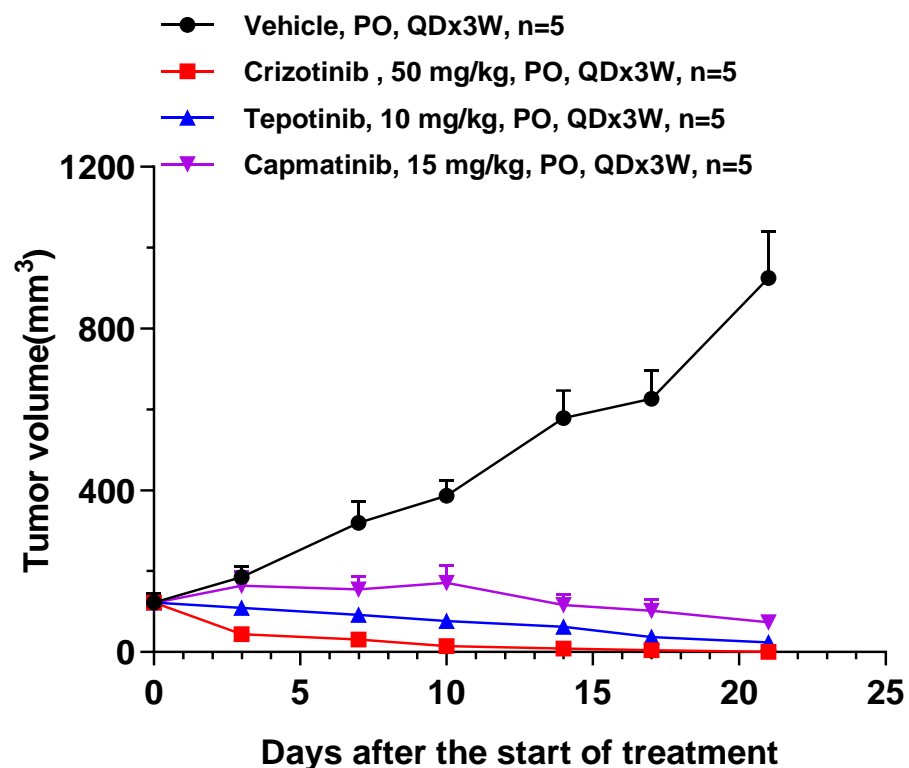 Vehicle, PO, QDx3W, n=5
Crizotinib , 50 mg/kg, PO, QDx3W, n=5
Tepotinib, 10 mg/kg, PO, QDx3W, n=5
Capmatinib, 15 mg/kg, PO, QDx3W, n=5
1200
800
400
0
Tumor volume(mm³)
0 5 10 15 20 25
Days after the start of treatment